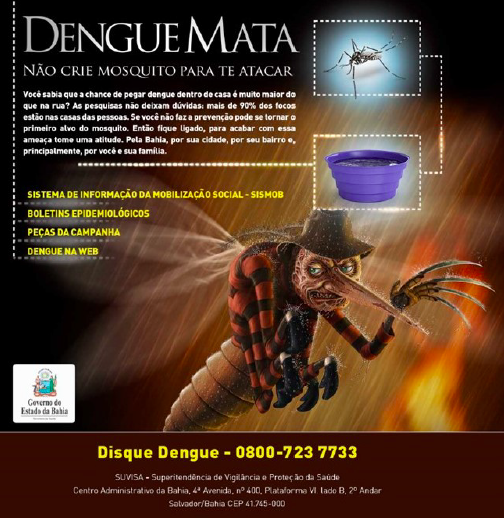 DENGUE MATA
NÃO CRIE MOSQUITO PARA TE ATACAR
Você sabia que a chance de pegar dengue dentro de casa é muito maior do
que na rua? As pesquisas não deixam dúvidas: mais de 90% dos focos
estão nas casas das pessoas. Se você não faz a prevenção pode se tornar o
primeiro alvo do mosquito. Então fique ligado, para acabar com essa
ameaça tome uma atitude. Pela Bahia, por sua cidade, por seu bairro e,
principalmente, por você e sua família.
SISTEMA DE INFORMAÇÃO DA MOBILIZAÇÃO SOCIAL - SISMOB
BOLETINS EPIDEMIOLÓGICOS
PEÇAS DA CAMPANHA
DENGUE NA WEB
Governo do
Estado da Bahia
Disque Dengue - 0800-723 7733
SUVISA - Superitendência de Vigilância e Proteção da Saúde
Centro Administrativo da Bahia, 4ª Avenida, nº 400, Plataforma VI. lado B, 2º Andar
Salvador/Bahia CEP 41.745-000